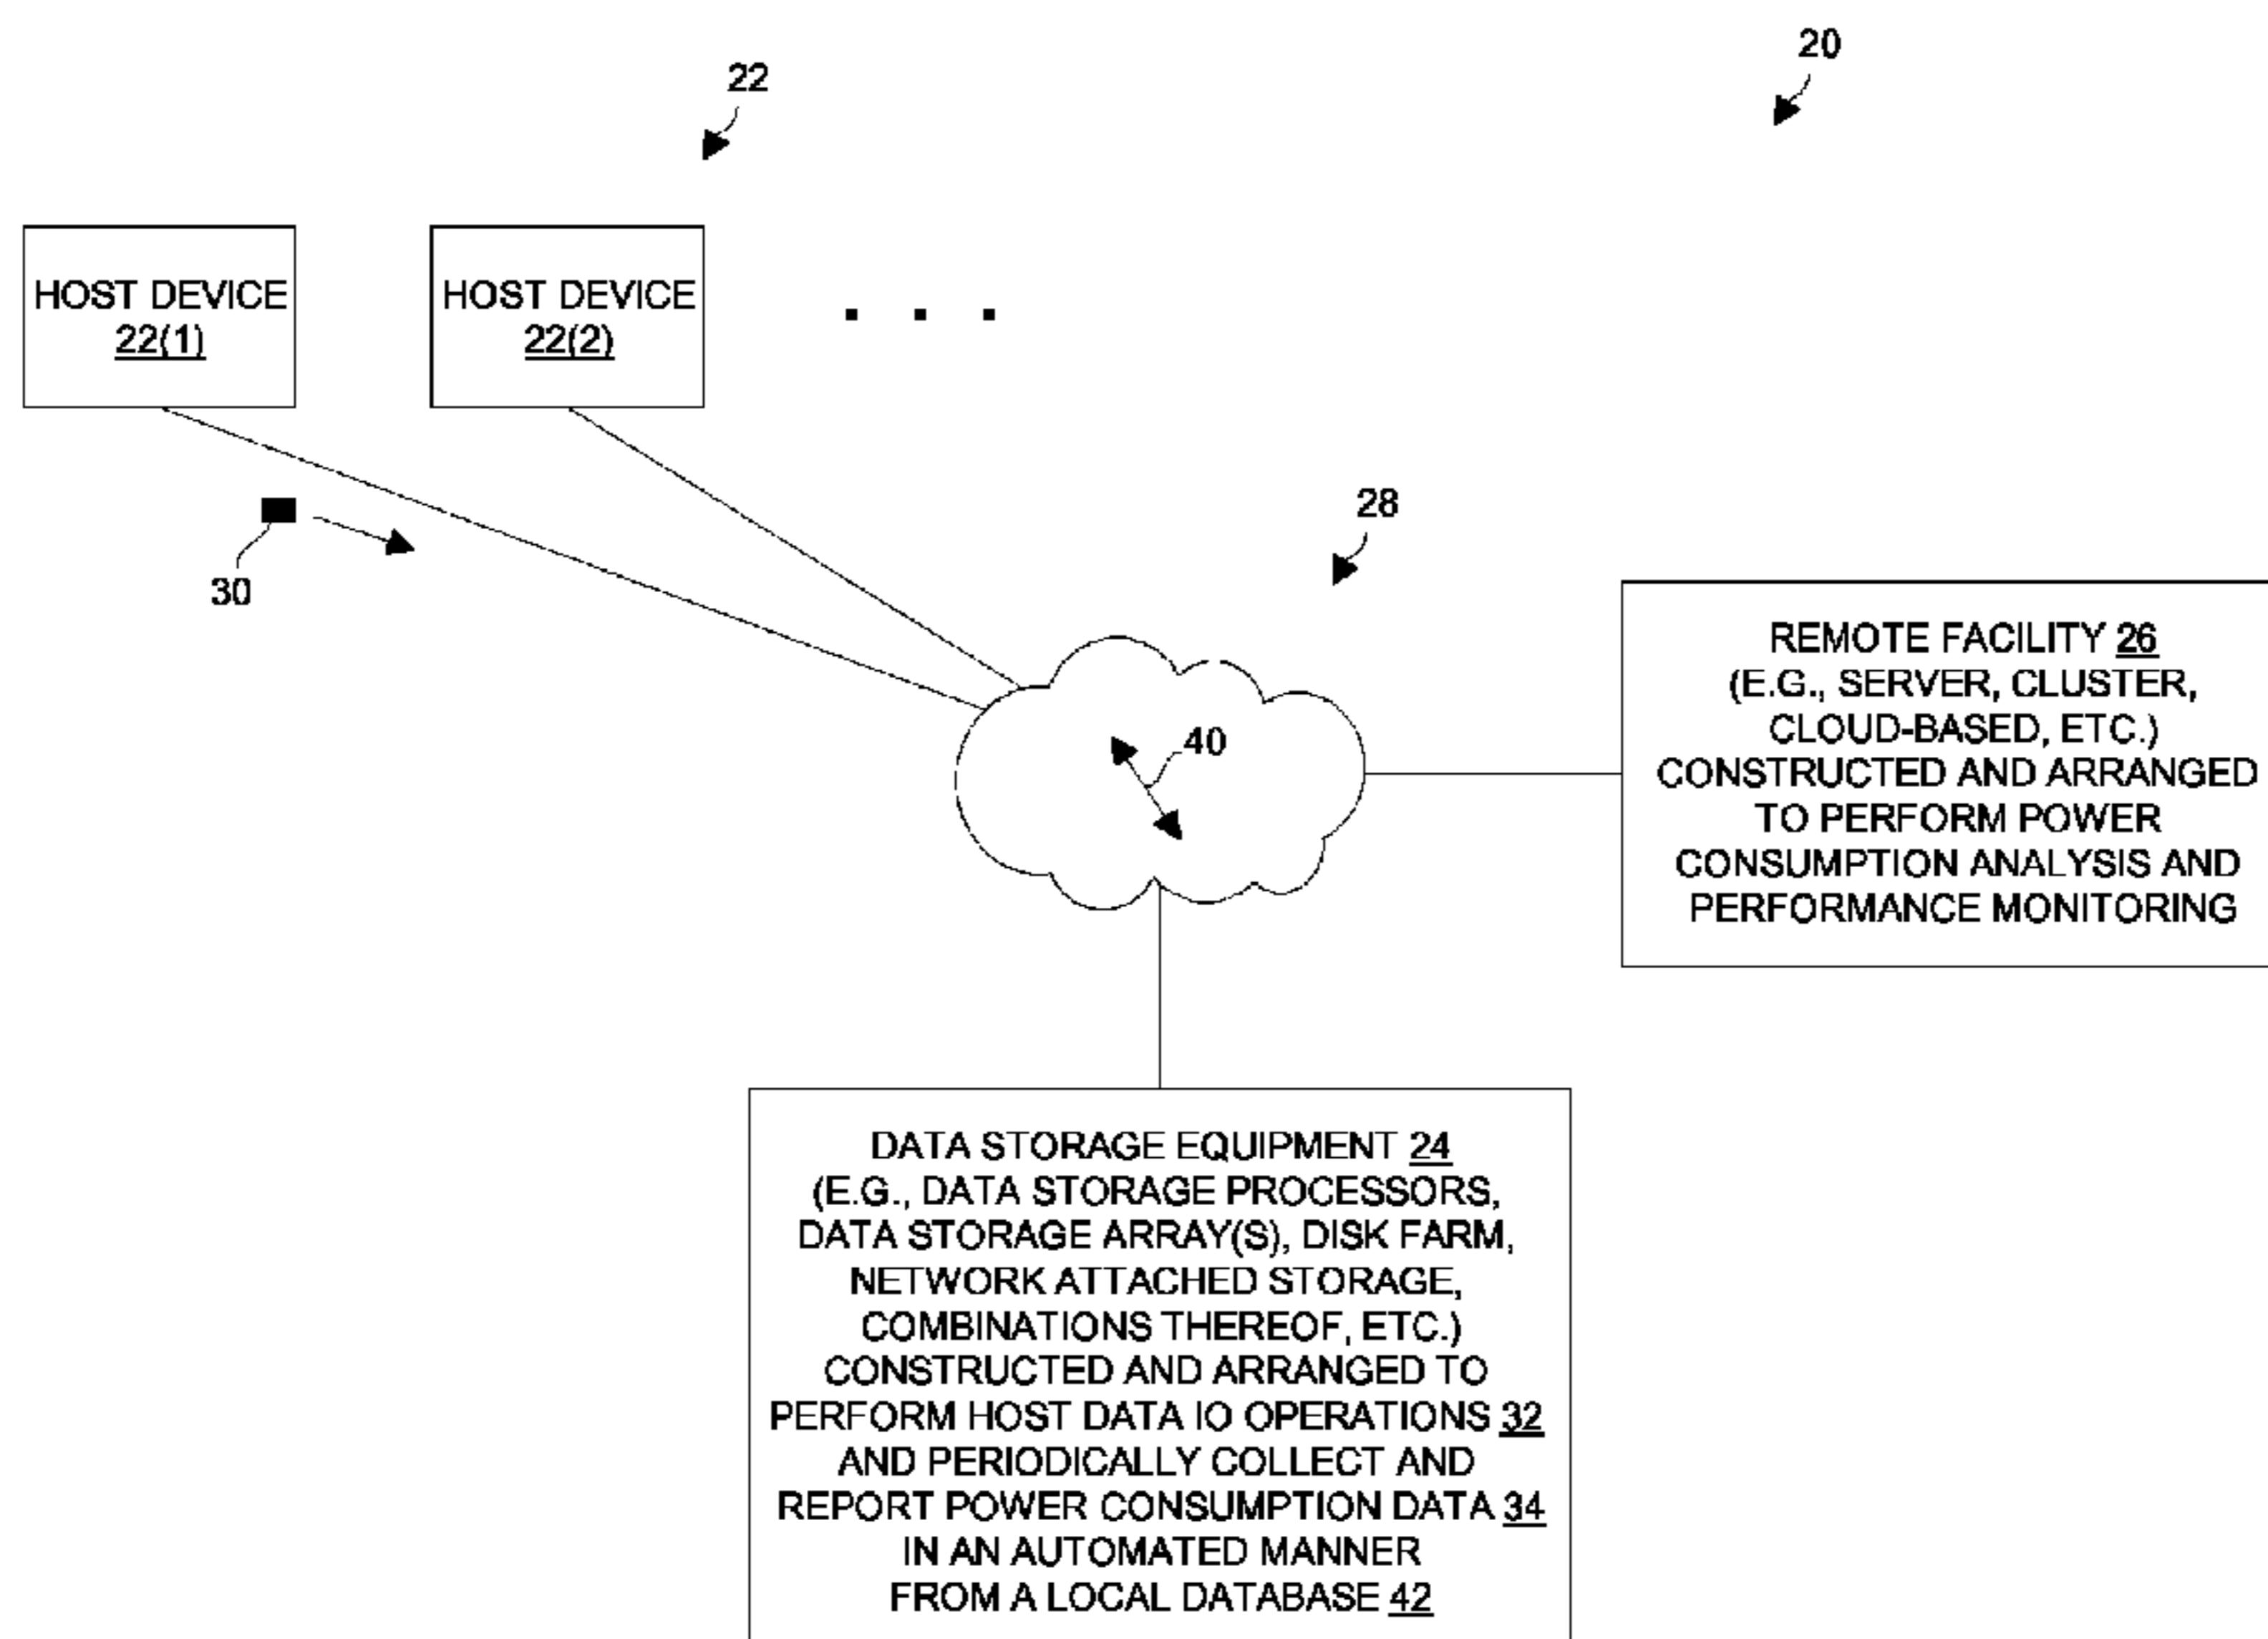 20
22
HOST DEVICE
22(1)
HOST DEVICE
22(2)
. . .
30
28
40
REMOTE FACILITY 26
(E.G., SERVER, CLUSTER,
CLOUD-BASED, ETC.)
CONSTRUCTED AND ARRANGED
TO PERFORM POWER
CONSUMPTION ANALYSIS AND
PERFORMANCE MONITORING
DATA STORAGE EQUIPMENT 24
(E.G., DATA STORAGE PROCESSORS,
DATA STORAGE ARRAY(S), DISK FARM,
NETWORK ATTACHED STORAGE,
COMBINATIONS THEREOF, ETC.)
CONSTRUCTED AND ARRANGED TO
PERFORM HOST DATA IO OPERATIONS 32
AND PERIODICALLY COLLECT AND
REPORT POWER CONSUMPTION DATA 34
IN AN AUTOMATED MANNER
FROM A LOCAL DATABASE 42